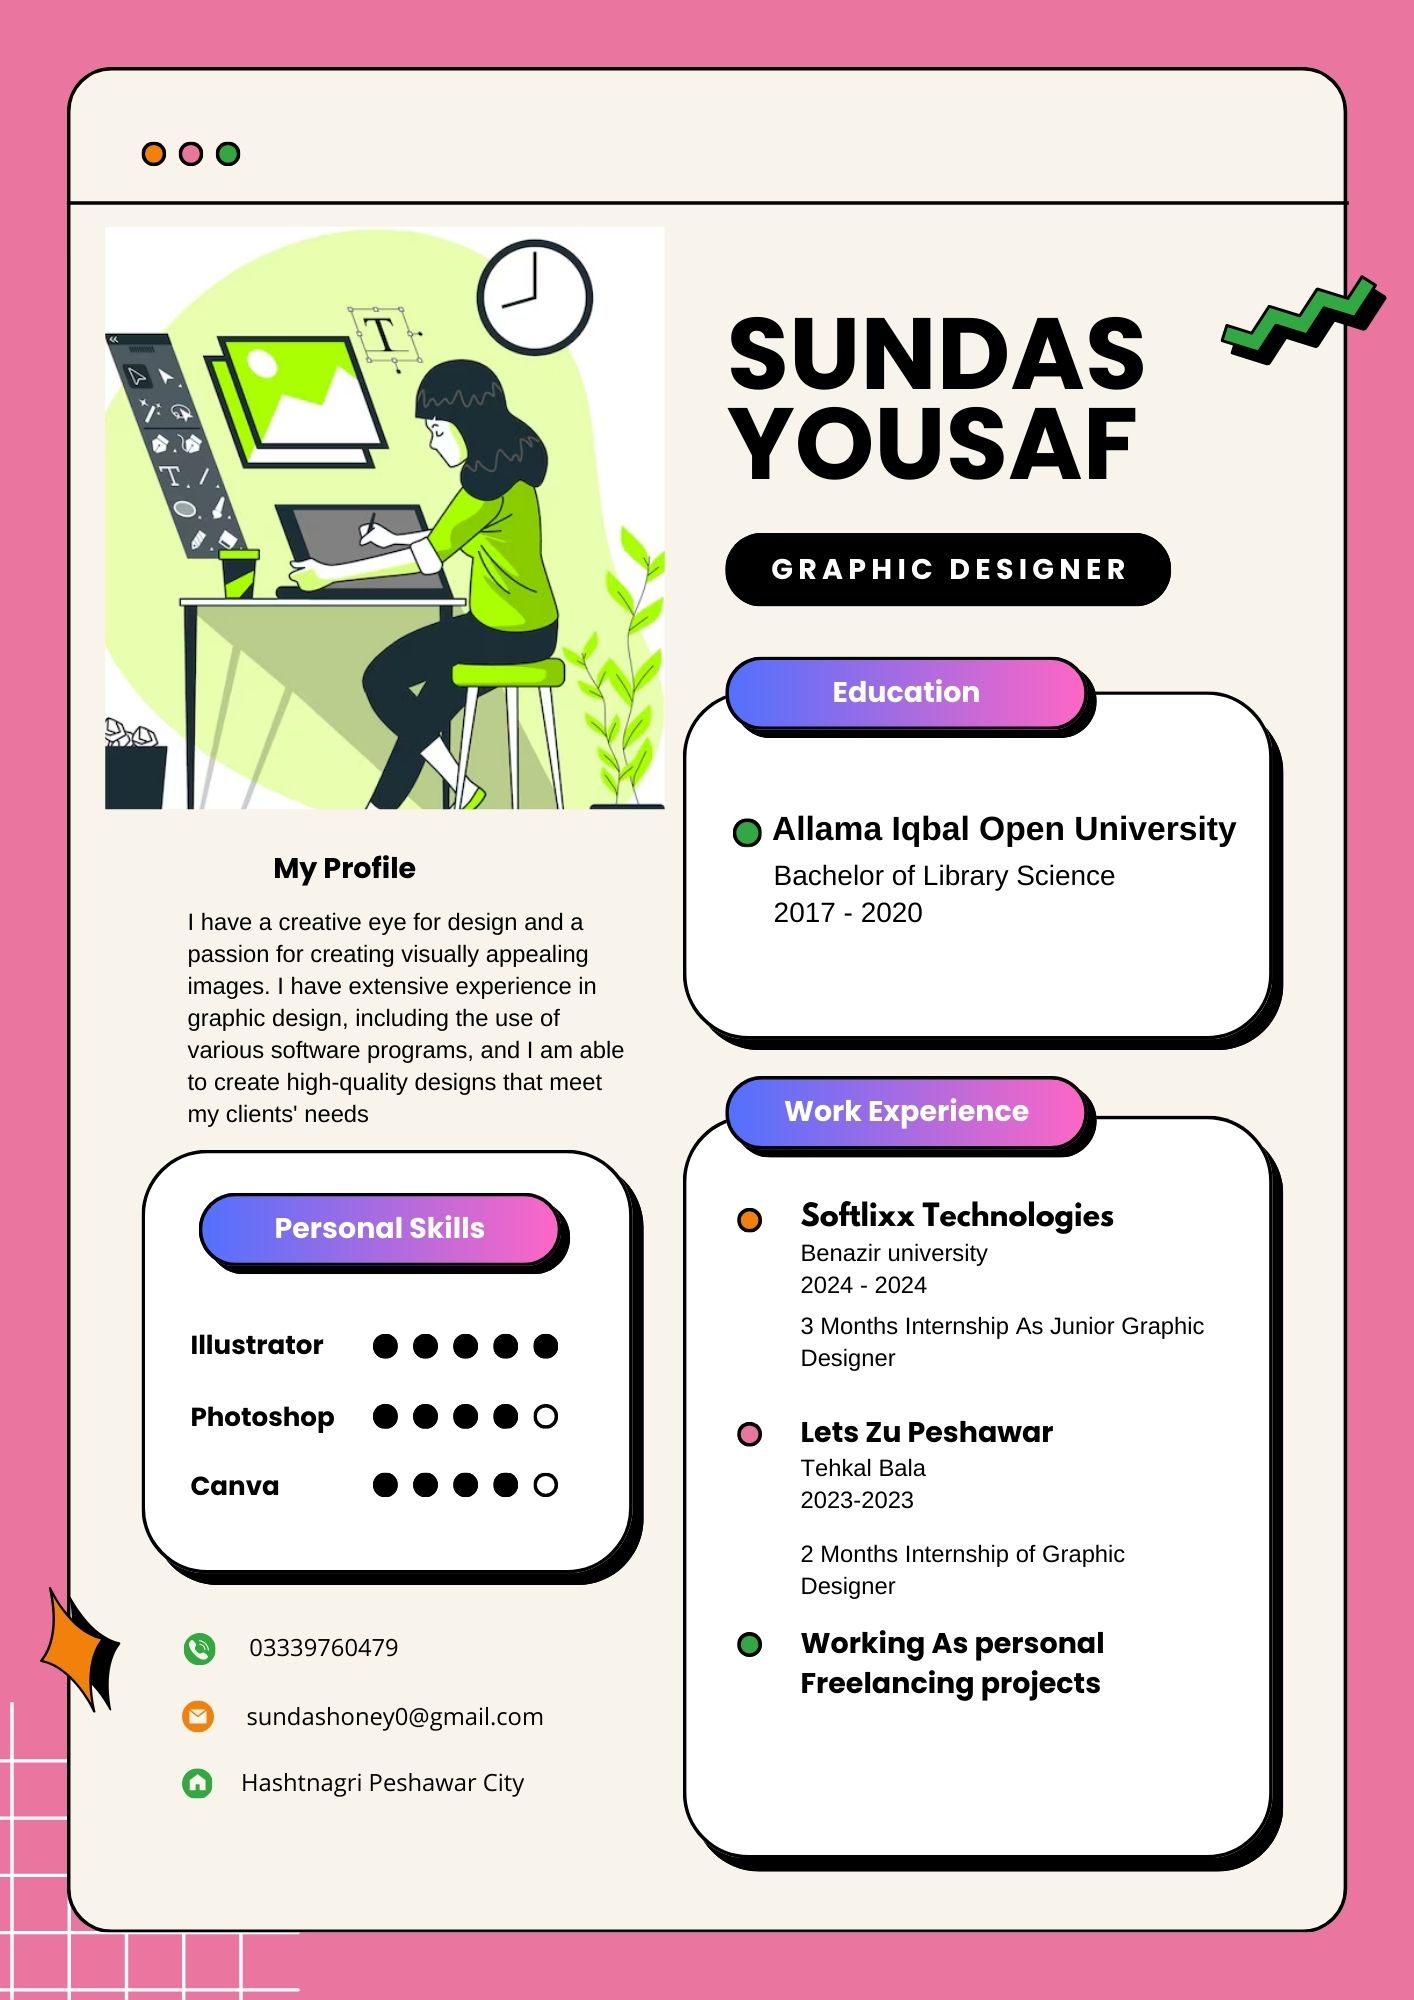 T
SUNDAS
YOUSAF
GRAPHIC DESIGNER
Education
Allama Iqbal Open University
Bachelor of Library Science
2017 - 2020
My Profile
I have a creative eye for design and a
passion for creating visually appealing
images. I have extensive experience in
graphic design, including the use of
various software programs, and I am able
to create high-quality designs that meet
my clients' needs
Personal Skills
Illustrator
Photoshop
Canva
03339760479
sundashoney0@gmail.com
Hashtnagri Peshawar City
Work Experience
Softlixx Technologies
Benazir university
2024 - 2024
3 Months Internship As Junior Graphic
Designer
Lets Zu Peshawar
Tehkal Bala
2023-2023
2 Months Internship of Graphic
Designer
Working As personal
Freelancing projects